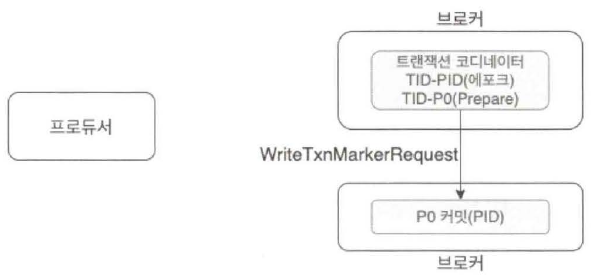 브로커
트랜잭션 코디네이터
TID-PID(에포크)
TID-P0(Prepare)
프로듀서
WriteTxnMarkerRequest
P0 커밋(PID)
브로커